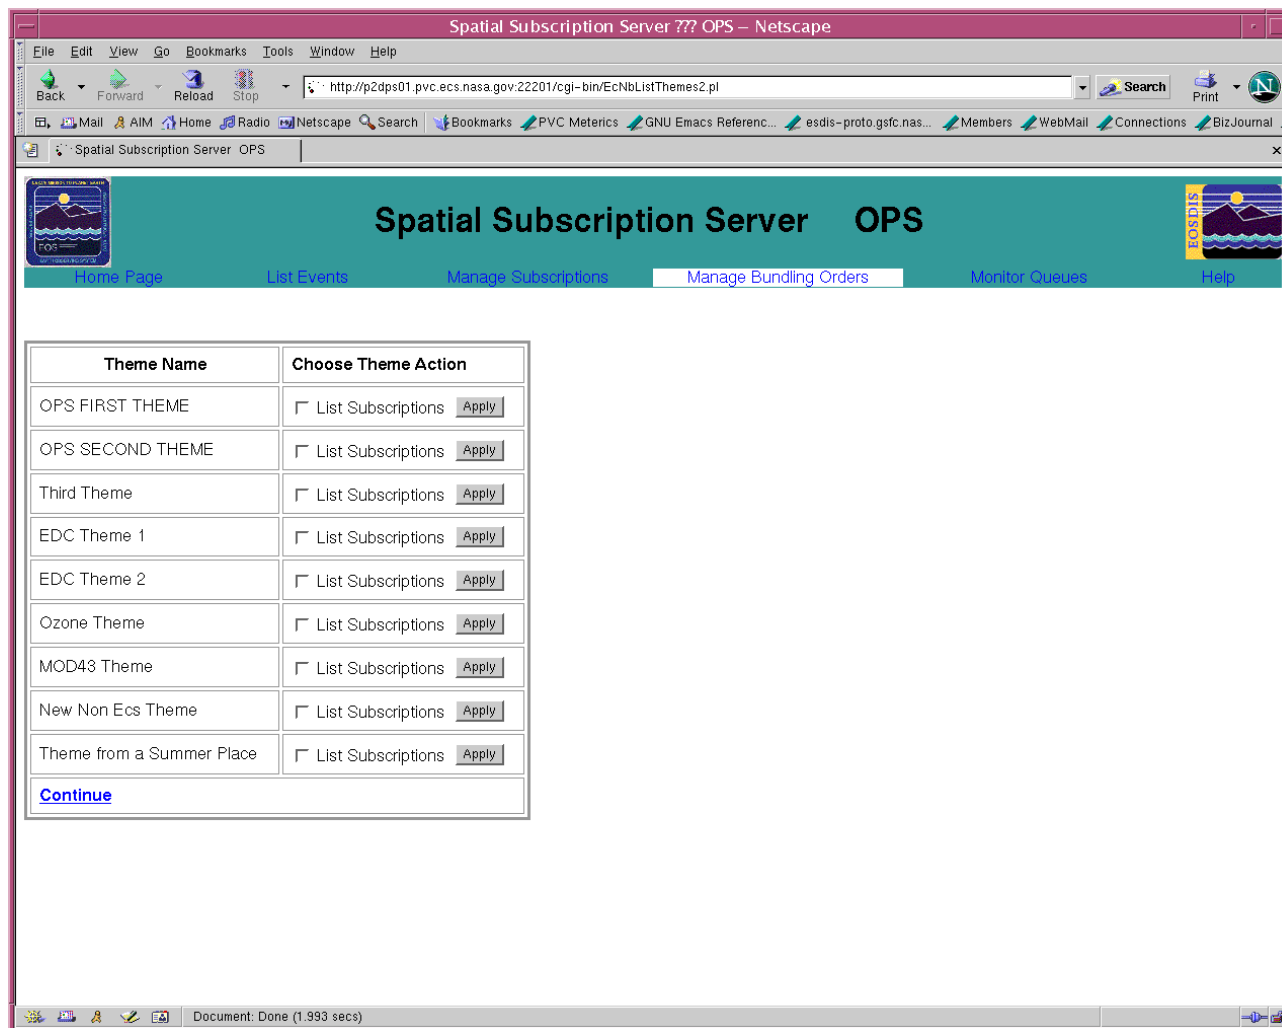 Spatial Subscription Server ??? OPS – Netscape
File Edit View Go Bookmarks Tools Window Help
Back Forward Reload Stop http://p2dps01.pvc.ecs.nasa.gov:22201/cgi-bin/EcNbListThemes2.pl Search Print N
Mail AIM Home Radio Netscape Search Bookmarks PVC Meterics GNU Emacs Referenc... esdis-proto.gsfc.nas... Members WebMail Connections BizJournal
Spatial Subscription Server OPS
Spatial Subscription Server OPS
EOS
EOSDIS
Home Page List Events Manage Subscriptions Manage Bundling Orders Monitor Queues Help
Theme Name Choose Theme Action
OPS FIRST THEME List Subscriptions Apply
OPS SECOND THEME List Subscriptions Apply
Third Theme List Subscriptions Apply
EDC Theme 1 List Subscriptions Apply
EDC Theme 2 List Subscriptions Apply
Ozone Theme List Subscriptions Apply
MOD43 Theme List Subscriptions Apply
New Non Ecs Theme List Subscriptions Apply
Theme from a Summer Place List Subscriptions Apply
Continue
Document: Done (1.993 secs)